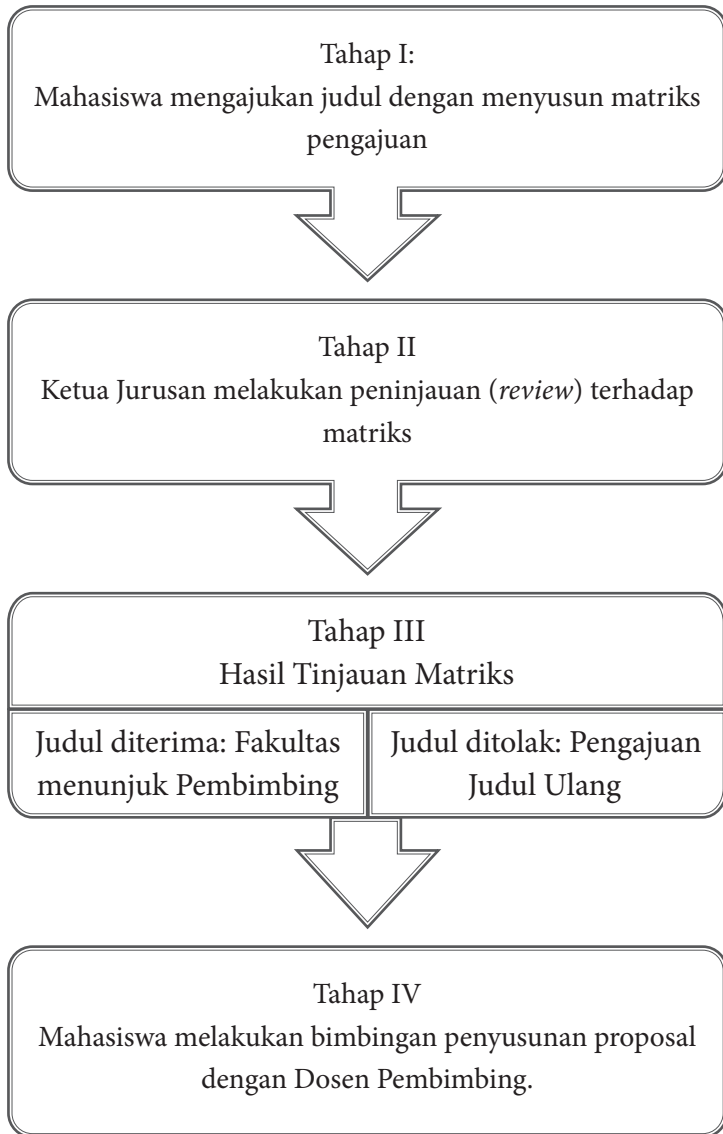 Tahap I:
Mahasiswa mengajukan judul dengan menyusun matriks
pengajuan
Tahap II
Ketua Jurusan melakukan peninjauan (review) terhadap
matriks
Tahap III
Hasil Tinjauan Matriks
Judul diterima: Fakultas
menunjuk Pembimbing
Judul ditolak: Pengajuan
Judul Ulang
Tahap IV
Mahasiswa melakukan bimbingan penyusunan proposal
dengan Dosen Pembimbing.